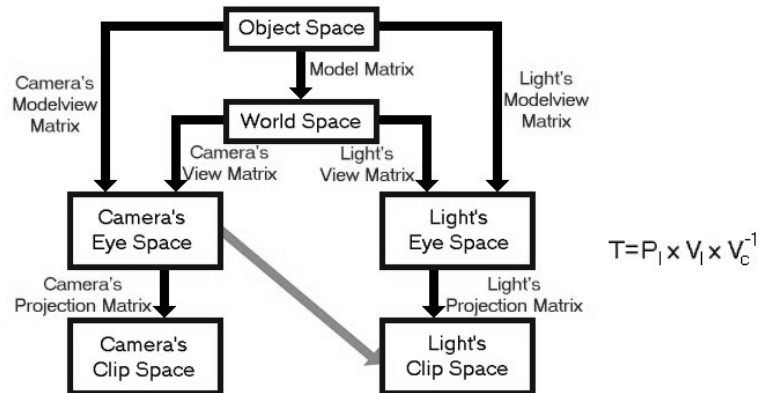 Object Space
Camera's
Modelview
Matrix
Model Matrix
Light's
Modelview
Matrix
World Space
Camera's
View Matrix
Light's
View Matrix
Camera's
Eye Space
Light's
Eye Space
T=Pₗ x Vₗ x V_c⁻¹
Camera's
Projection Matrix
Light's
Projection Matrix
Camera's
Clip Space
Light's
Clip Space